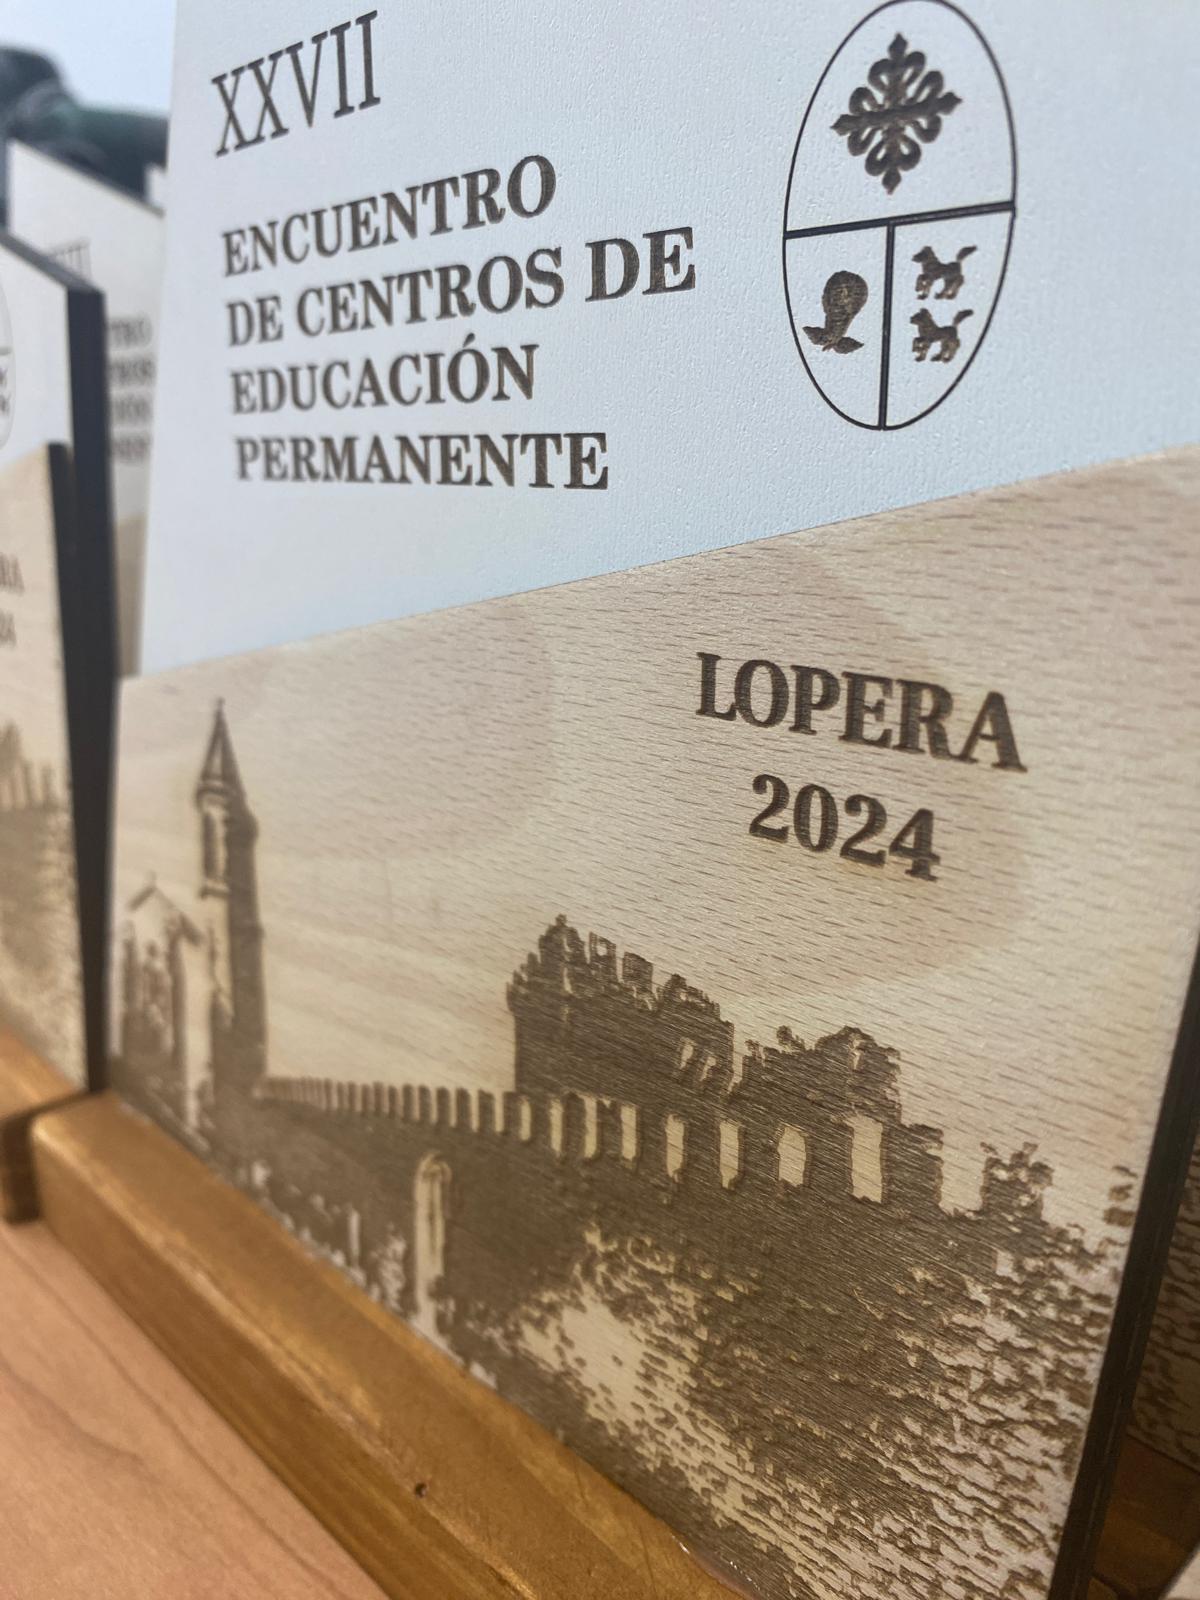 XXVII
ENCUENTRO
DE CENTROS DE
EDUCACIÓN
PERMANENTE
LOPERA
2024